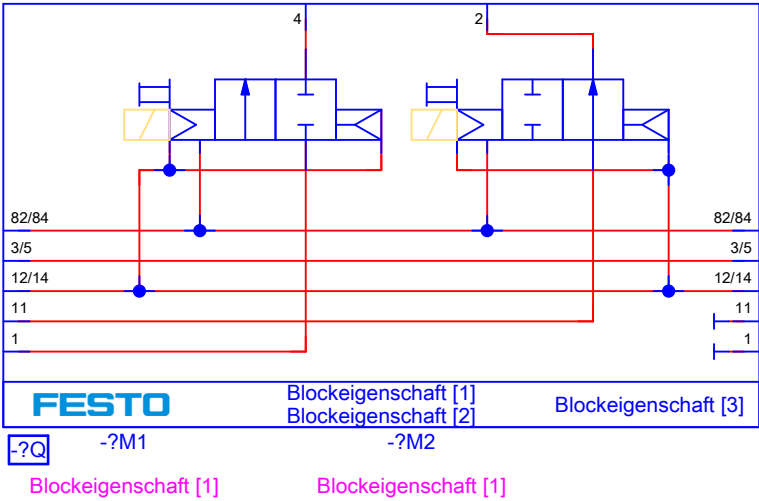 4 2
82/84 82/84
3/5 3/5
12/14 12/14
11 11
1 1
FESTO Blockeigenschaft [1] Blockeigenschaft [3]
Blockeigenschaft [2]
-?Q -?M1 -?M2
Blockeigenschaft [1] Blockeigenschaft [1]